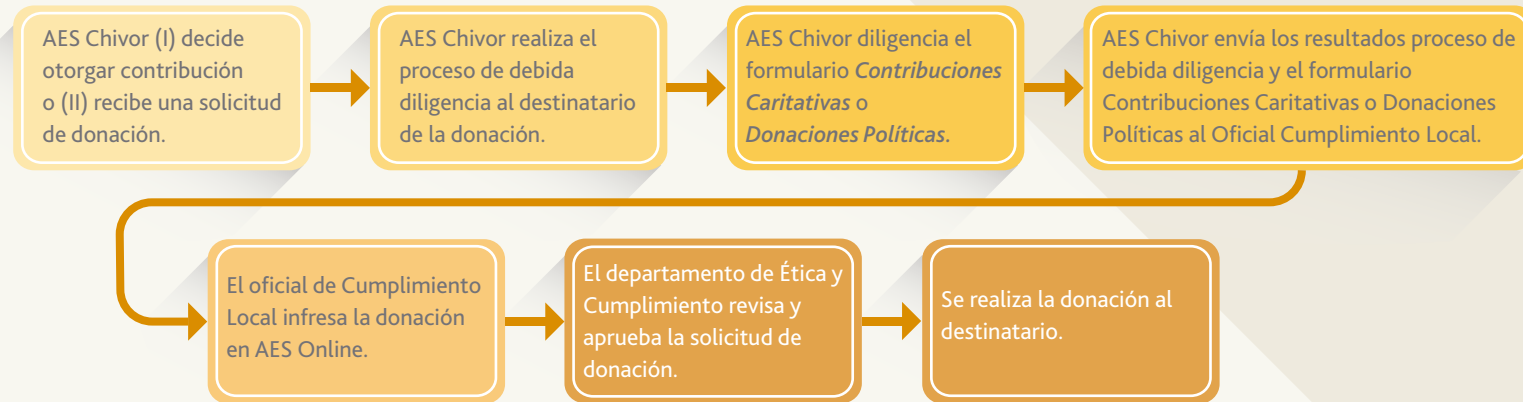 AES Chivor (I) decide
otorgar contribución
o (II) recibe una solicitud
de donación.
AES Chivor realiza el
proceso de debida
diligencia al destinatario
de la donación.
AES Chivor diligencia el
formulario Contribuciones
Caritativas o
Donaciones Políticas.
AES Chivor envía los resultados proceso de
debida diligencia y el formulario
Contribuciones Caritativas o Donaciones
Políticas al Oficial Cumplimiento Local.
El oficial de Cumplimiento
Local infresa la donación
en AES Online.
El departamento de Ética y
Cumplimiento revisa y
aprueba la solicitud de
donación.
Se realiza la donación al
destinatario.